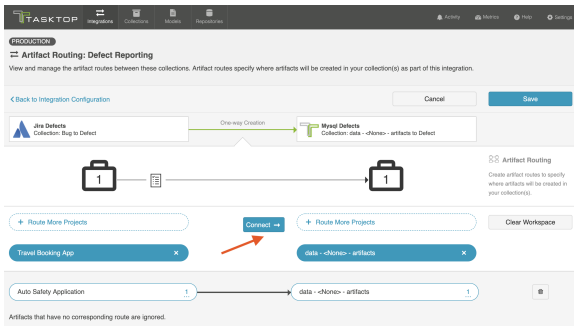 TASKTOP
Integrations
Collections
Models
Repositories
Activity
Metrics
Help
Settings
PRODUCTION
Artifact Routing: Defect Reporting
View and manage the artifact routes between these collections. Artifact routes specify where artifacts will be created in your collection(s) as part of this integration.
Back to Integration Configuration
Cancel
Save
Jira Defects
Collection: Bug to Defect
One-way Creation
Mysql Defects
Collection: data - <None> - artifacts to Defect
1
1
Artifact Routing
Create artifact routes to specify
where artifacts will be created in
your collection(s).
+ Route More Projects
Connect →
+ Route More Projects
Clear Workspace
Travel Booking App ×
data - <None> - artifacts ×
Auto Safety Application 1
data - <None> - artifacts 1
Artifacts that have no corresponding route are ignored.